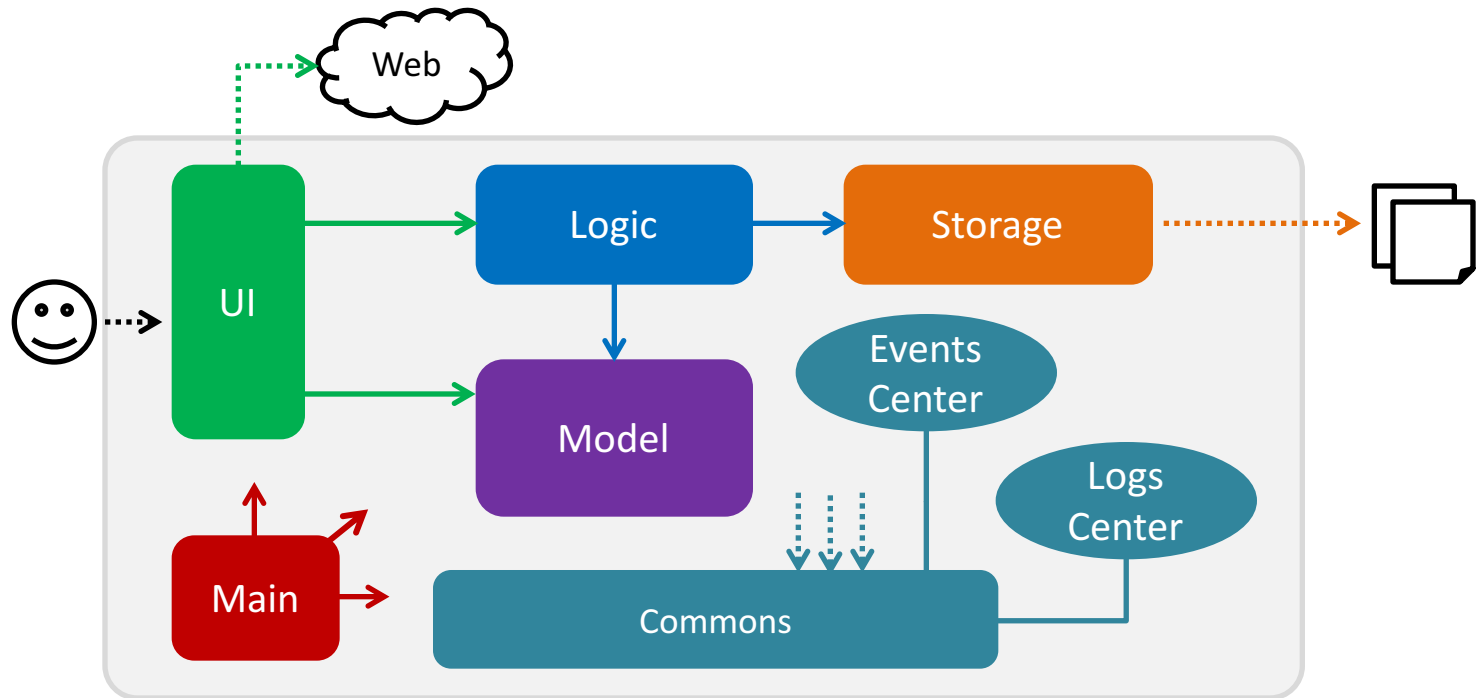 Web
UI
Logic
Storage
Model
Events
Center
Logs
Center
Main
Commons